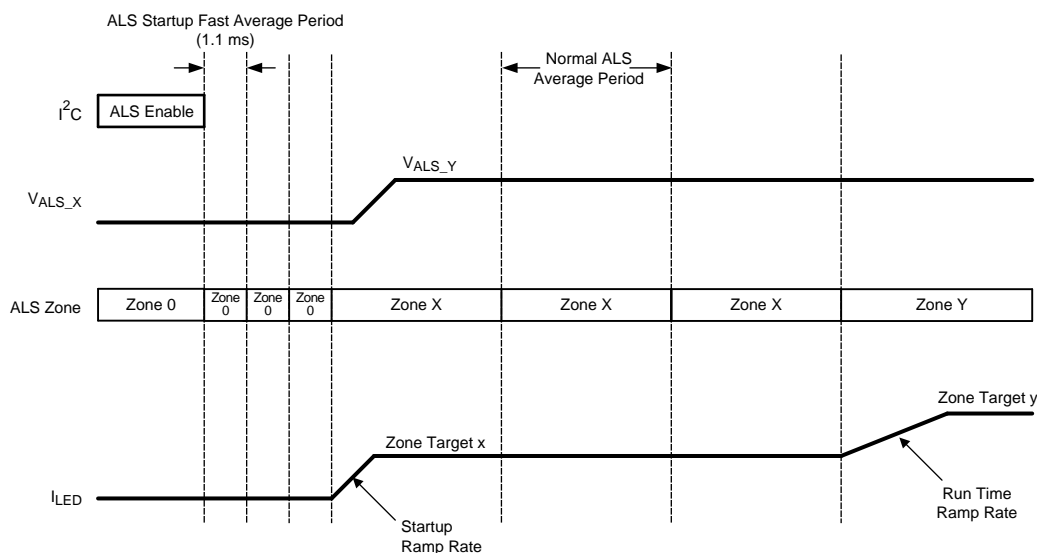 ALS Startup Fast Average Period
(1.1 ms)
Normal ALS
Average Period
I²C
ALS Enable
VALS_Y
VALS_X
ALS Zone
Zone 0
Zone
0
Zone
0
Zone
0
Zone X
Zone X
Zone X
Zone Y
Zone Target y
Zone Target x
ILED
Startup
Ramp Rate
Run Time
Ramp Rate